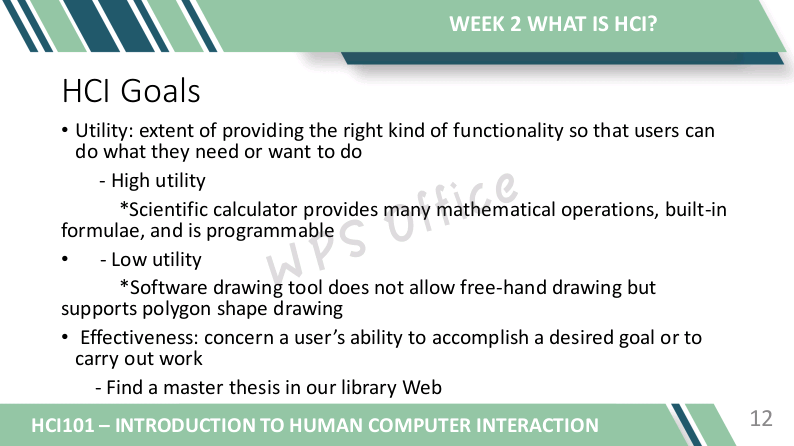 WEEK 2 WHAT IS HCI?
HCI Goals
• Utility: extent of providing the right kind of functionality so that users can
do what they need or want to do
- High utility
*Scientific calculator provides many mathematical operations, built-in
formulae, and is programmable
• - Low utility
*Software drawing tool does not allow free-hand drawing but
supports polygon shape drawing
• Effectiveness: concern a user’s ability to accomplish a desired goal or to
carry out work
- Find a master thesis in our library Web
WPS Office
HCI101 – INTRODUCTION TO HUMAN COMPUTER INTERACTION
12